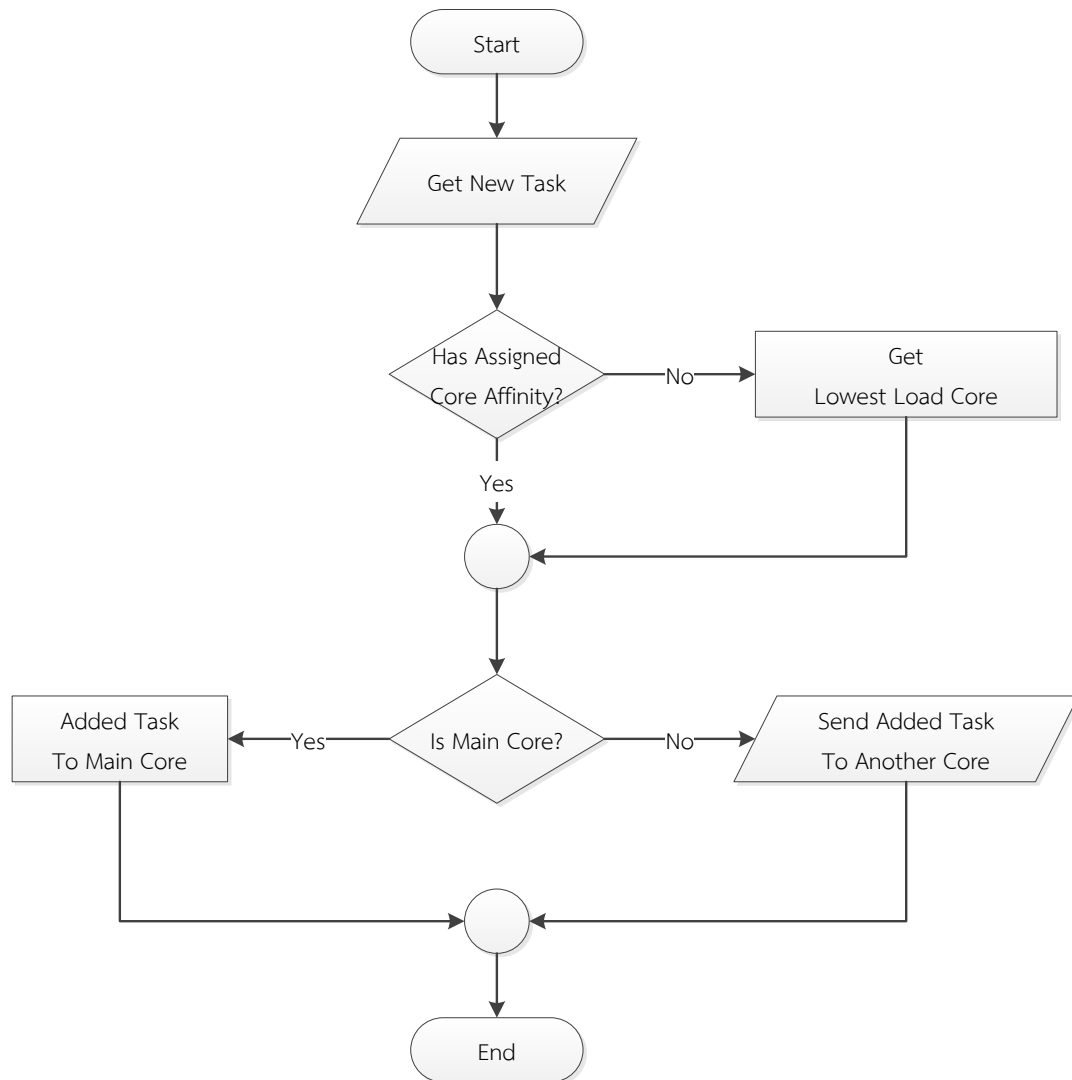 Start
Get New Task
Has Assigned
Core Affinity?
No
Get
Lowest Load Core
Yes
Added Task
To Main Core
Yes
Is Main Core?
No
Send Added Task
To Another Core
End